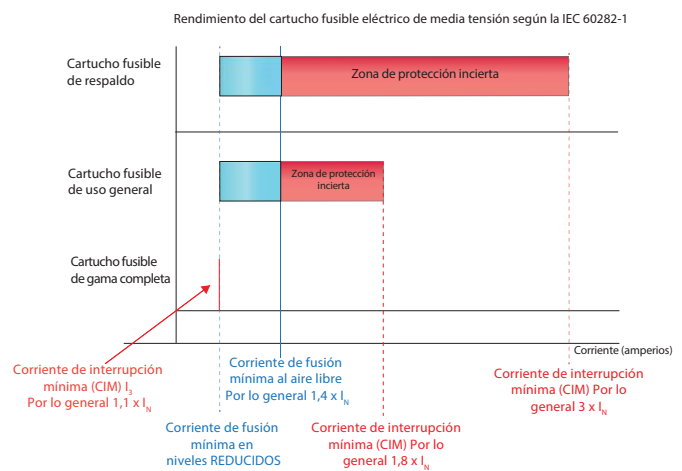 Rendimiento del cartucho fusible eléctrico de media tensión según la IEC 60282-1
Cartucho fusible
de respaldo
Zona de protección incierta
Cartucho fusible
de uso general
Zona de protección
incierta
Cartucho fusible
de gama completa
Corriente (amperios)
Corriente de interrupción
mínima (CIM) I₃
Por lo general 1,1 x I_N
Corriente de fusión
mínima al aire libre
Por lo general 1,4 x I_N
Corriente de interrupción
mínima (CIM) Por lo
general 3 x I_N
Corriente de fusión
mínima en
niveles REDUCIDOS
Corriente de interrupción
mínima (CIM) Por lo
general 1,8 x I_N